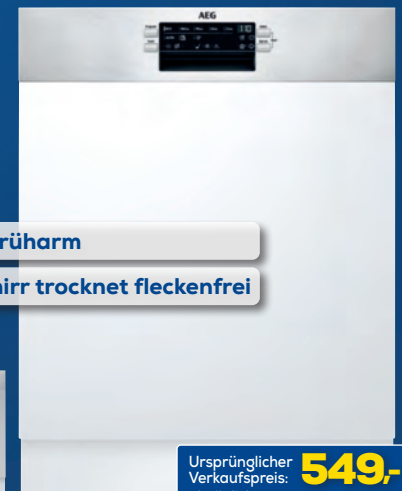 AEG
rüharm
irr trocknet fleckenfrei
Ursprünglicher
Verkaufspreis: 549,-